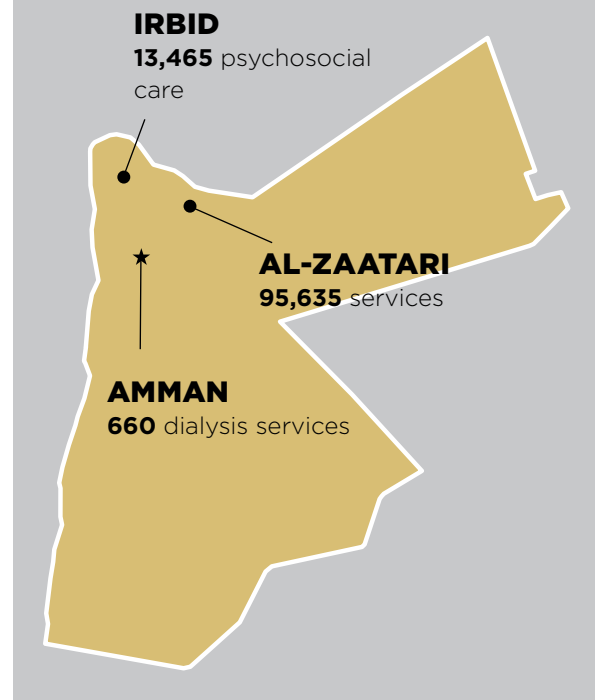 IRBID
13,465 psychosocial
care
AL-ZAATARI
95,635 services
AMMAN
660 dialysis services